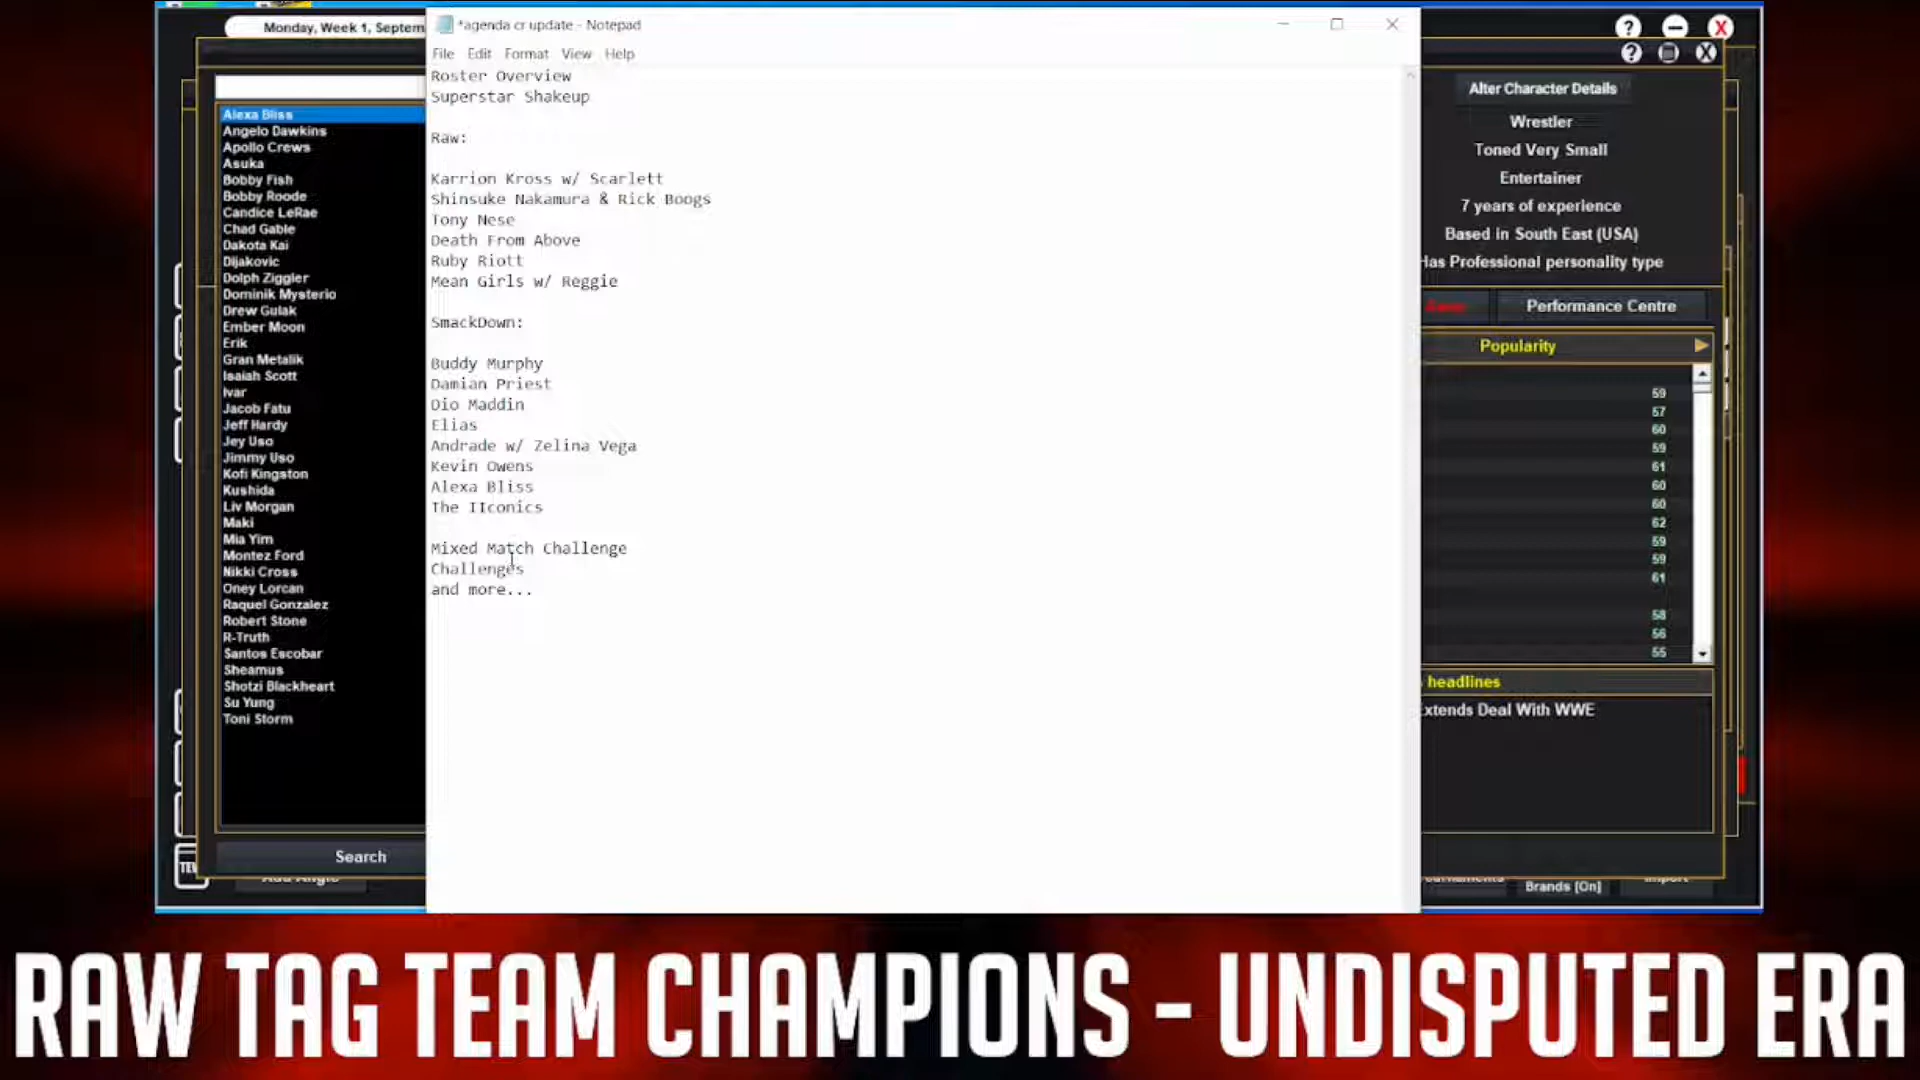 Monday, Week 1, Septem
*agenda cr update - Notepad
File Edit Format View Help
Roster Overview
Superstar Shakeup
Raw:
Karrion Kross w/ Scarlett
Shinsuke Nakamura & Rick Boogs
Tony Nese
Death From Above
Ruby Riott
Mean Girls w/ Reggie
SmackDown:
Buddy Murphy
Damian Priest
Dio Maddin
Elias
Andrade w/ Zelina Vega
Kevin Owens
Alexa Bliss
The IIconics
Mixed Match Challenge
Challenges
and more...
Alexa Bliss
Angelo Dawkins
Apollo Crews
Asuka
Bobby Fish
Bobby Roode
Candice LeRae
Chad Gable
Dakota Kai
Dijakovic
Dolph Ziggler
Dominik Mysterio
Drew Gulak
Ember Moon
Erik
Gran Metalik
Isaiah Scott
Ivar
Jacob Fatu
Jeff Hardy
Jey Uso
Jimmy Uso
Kofi Kingston
Kushida
Liv Morgan
Maki
Mia Yim
Montez Ford
Nikki Cross
Oney Lorcan
Raquel Gonzalez
Robert Stone
R-Truth
Santos Escobar
Sheamus
Shotzi Blackheart
Su Yung
Toni Storm
Search
Alter Character Details
Wrestler
Toned Very Small
Entertainer
7 years of experience
Based In South East (USA)
Has Professional personality type
Performance Centre
Popularity
59
57
60
59
61
60
60
62
59
59
61
58
56
55
headlines
Extends Deal With WWE
Brands [On]
RAW TAG TEAM CHAMPIONS - UNDISPUTED ERA